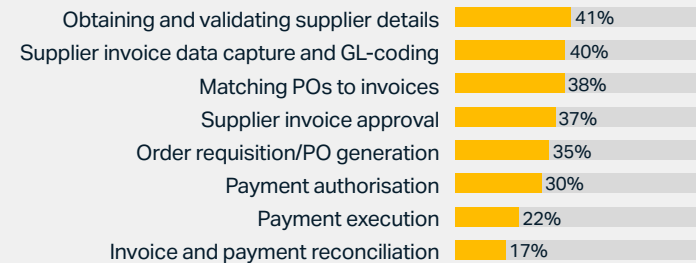 Obtaining and validating supplier details 41%
Supplier invoice data capture and GL-coding 40%
Matching POs to invoices 38%
Supplier invoice approval 37%
Order requisition/PO generation 35%
Payment authorisation 30%
Payment execution 22%
Invoice and payment reconciliation 17%